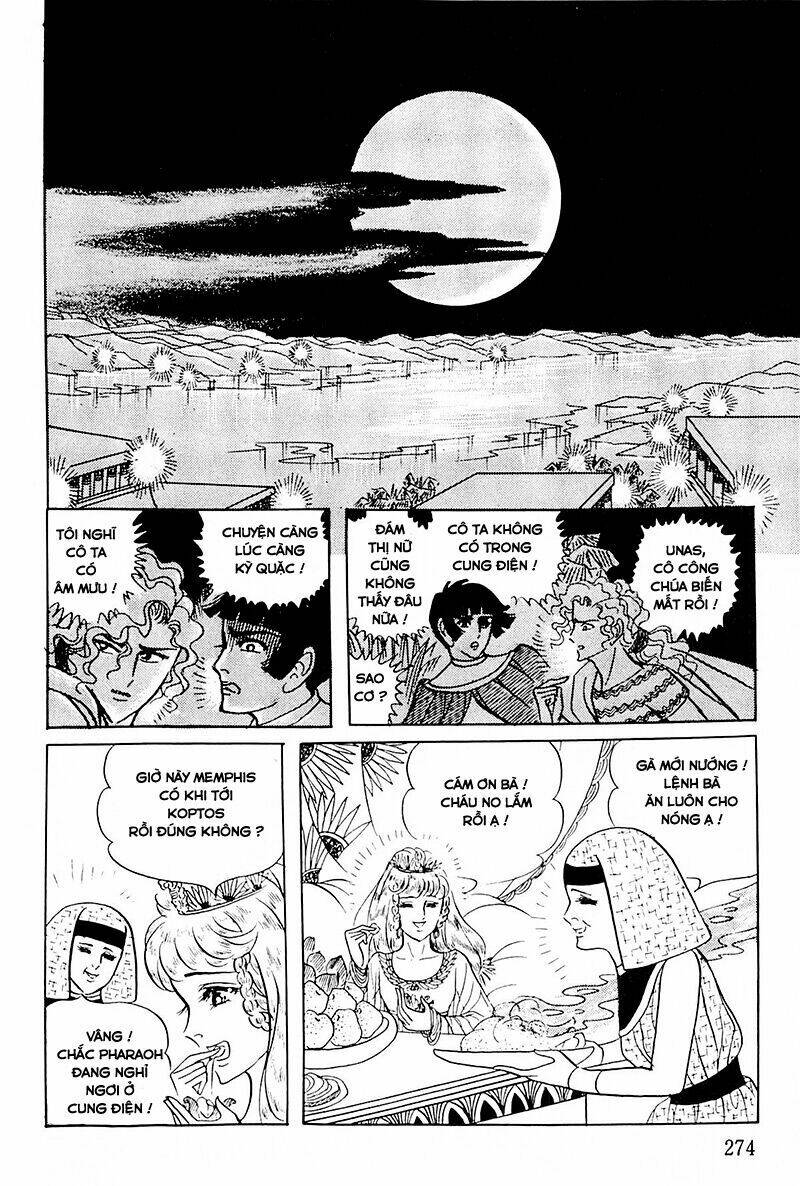 UNAS,
CÔ CÔNG
CHÚA BIẾN
MẤT RỒI !
CÔ TA KHÔNG
CÓ TRONG
CUNG ĐIỆN !
ĐÁM
THỊ NỮ
CŨNG
KHÔNG
THẤY ĐÂU
NỮA !
SAO
CƠ ?
CHUYỆN CÀNG
LÚC CÀNG
KỲ QUẶC !
TÔI NGHĨ
CÔ TA
CÓ
ÂM MƯU !
GÀ MỚI NƯỚNG !
LỆNH BÀ
ĂN LUÔN CHO
NÓNG Ạ !
CÁM ƠN BÀ !
CHÁU NO LẮM
RỒI Ạ !
GIỜ NÀY MEMPHIS
CÓ KHI TỚI
KOPTOS
RỒI ĐÚNG KHÔNG ?
VÂNG !
CHẮC PHARAOH
ĐANG NGHỈ
NGƠI Ở
CUNG ĐIỆN !
274